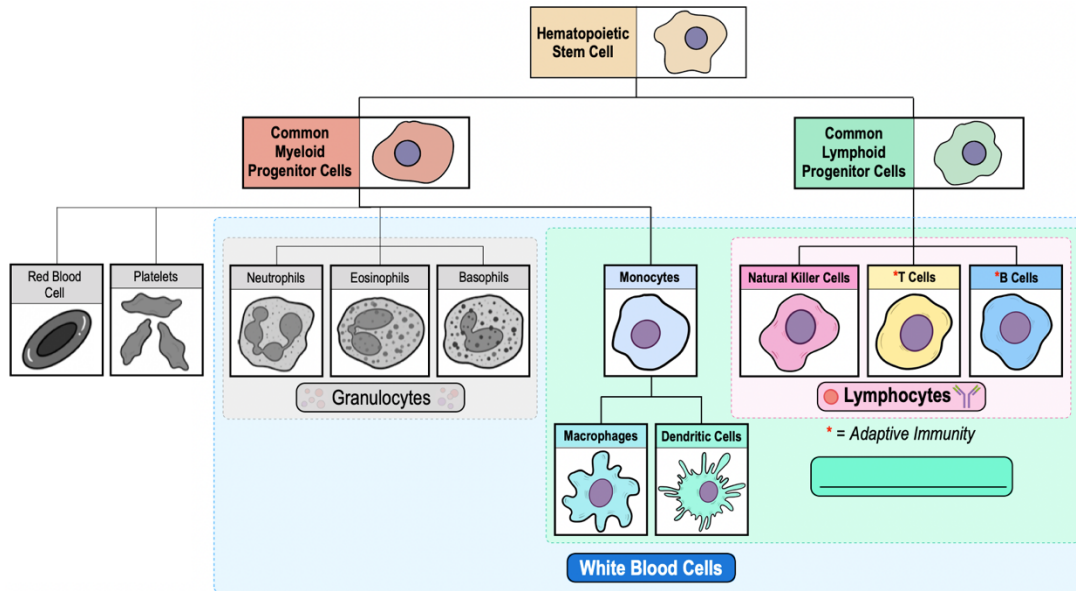 Hematopoietic
Stem Cell
Common
Myeloid
Progenitor Cells
Common
Lymphoid
Progenitor Cells
Red Blood
Cell
Platelets
Neutrophils
Eosinophils
Basophils
Monocytes
Natural Killer Cells
*T Cells
*B Cells
Granulocytes
Lymphocytes
Macrophages
Dendritic Cells
* = Adaptive Immunity
White Blood Cells